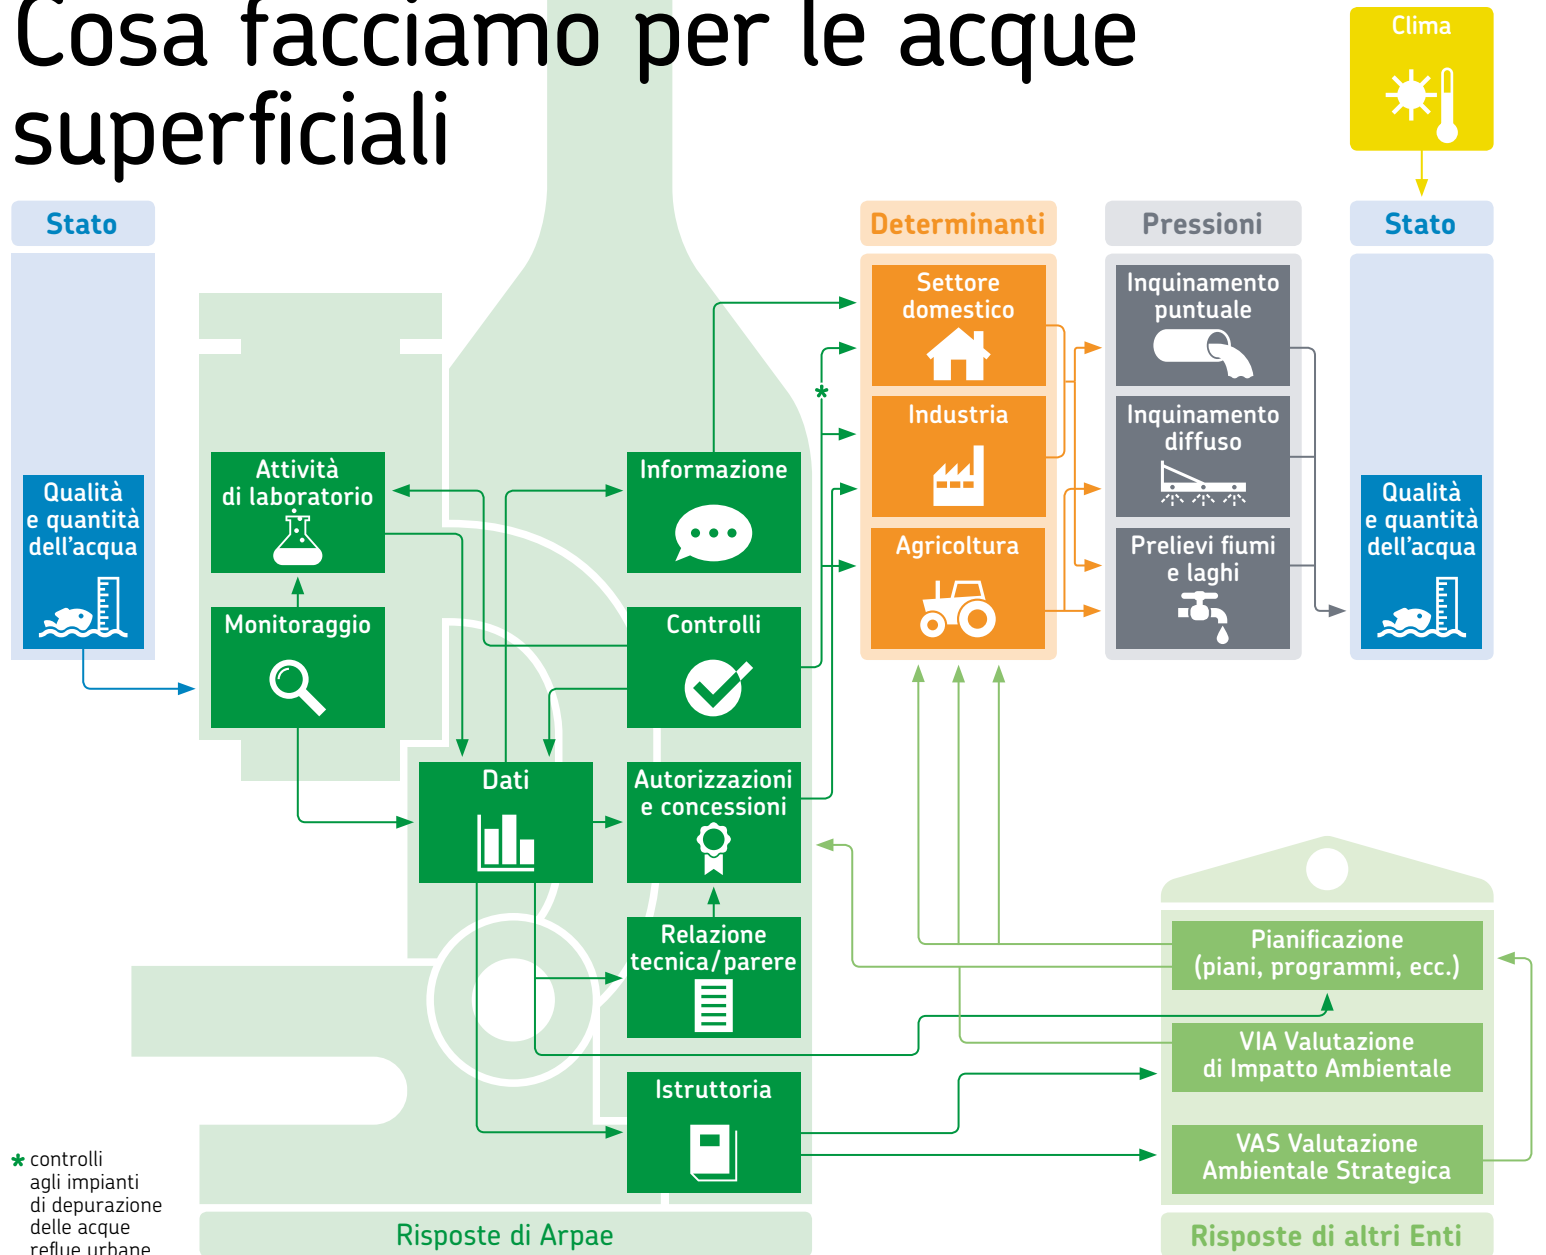 Cosa facciamo per le acque
superficiali
Clima
Stato
Determinanti
Pressioni
Stato
Qualità
e quantità
dell'acqua
Attività
di laboratorio
Monitoraggio
Informazione
Controlli
Dati
Autorizzazioni
e concessioni
Relazione
tecnica/parere
Istruttoria
*
Settore
domestico
Industria
Agricoltura
Inquinamento
puntuale
Inquinamento
diffuso
Prelievi fiumi
e laghi
Qualità
e quantità
dell'acqua
Pianificazione
(piani, programmi, ecc.)
VIA Valutazione
di Impatto Ambientale
VAS Valutazione
Ambientale Strategica
* controlli
agli impianti
di depurazione
delle acque
reflue urbane
Risposte di Arpae
Risposte di altri Enti